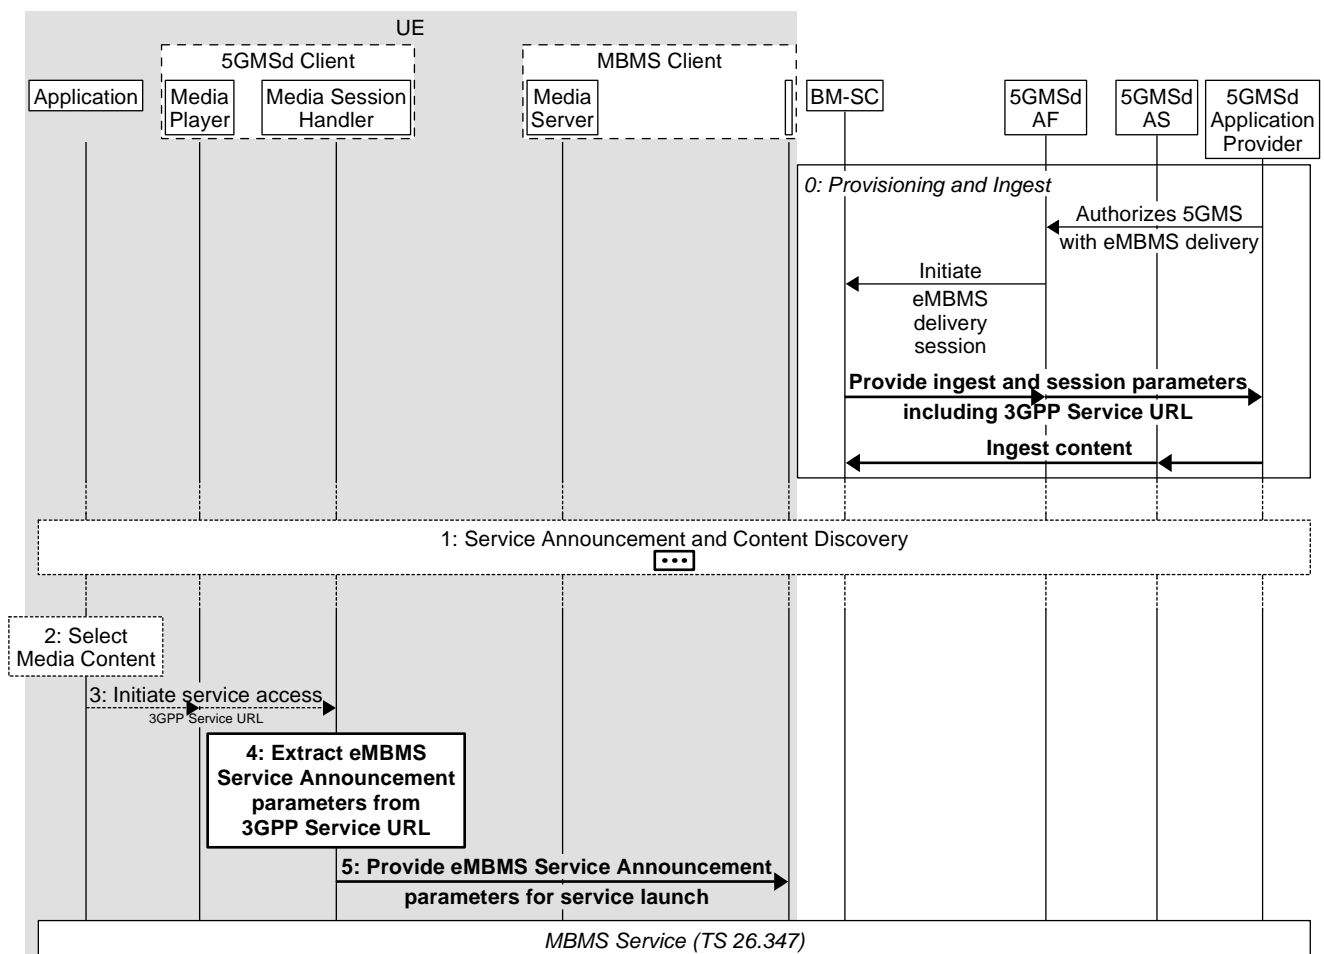 UE
5GMSd Client
MBMS Client
Application
Media
Player
Media Session
Handler
Media
Server
BM-SC
5GMSd
AF
5GMSd
AS
5GMSd
Application
Provider
0: Provisioning and Ingest
Authorizes 5GMS
with eMBMS delivery
Initiate
eMBMS
delivery
session
Provide ingest and session parameters
including 3GPP Service URL
Ingest content
1: Service Announcement and Content Discovery
2: Select
Media Content
3: Initiate service access
3GPP Service URL
4: Extract eMBMS
Service Announcement
parameters from
3GPP Service URL
5: Provide eMBMS Service Announcement
parameters for service launch
MBMS Service (TS 26.347)